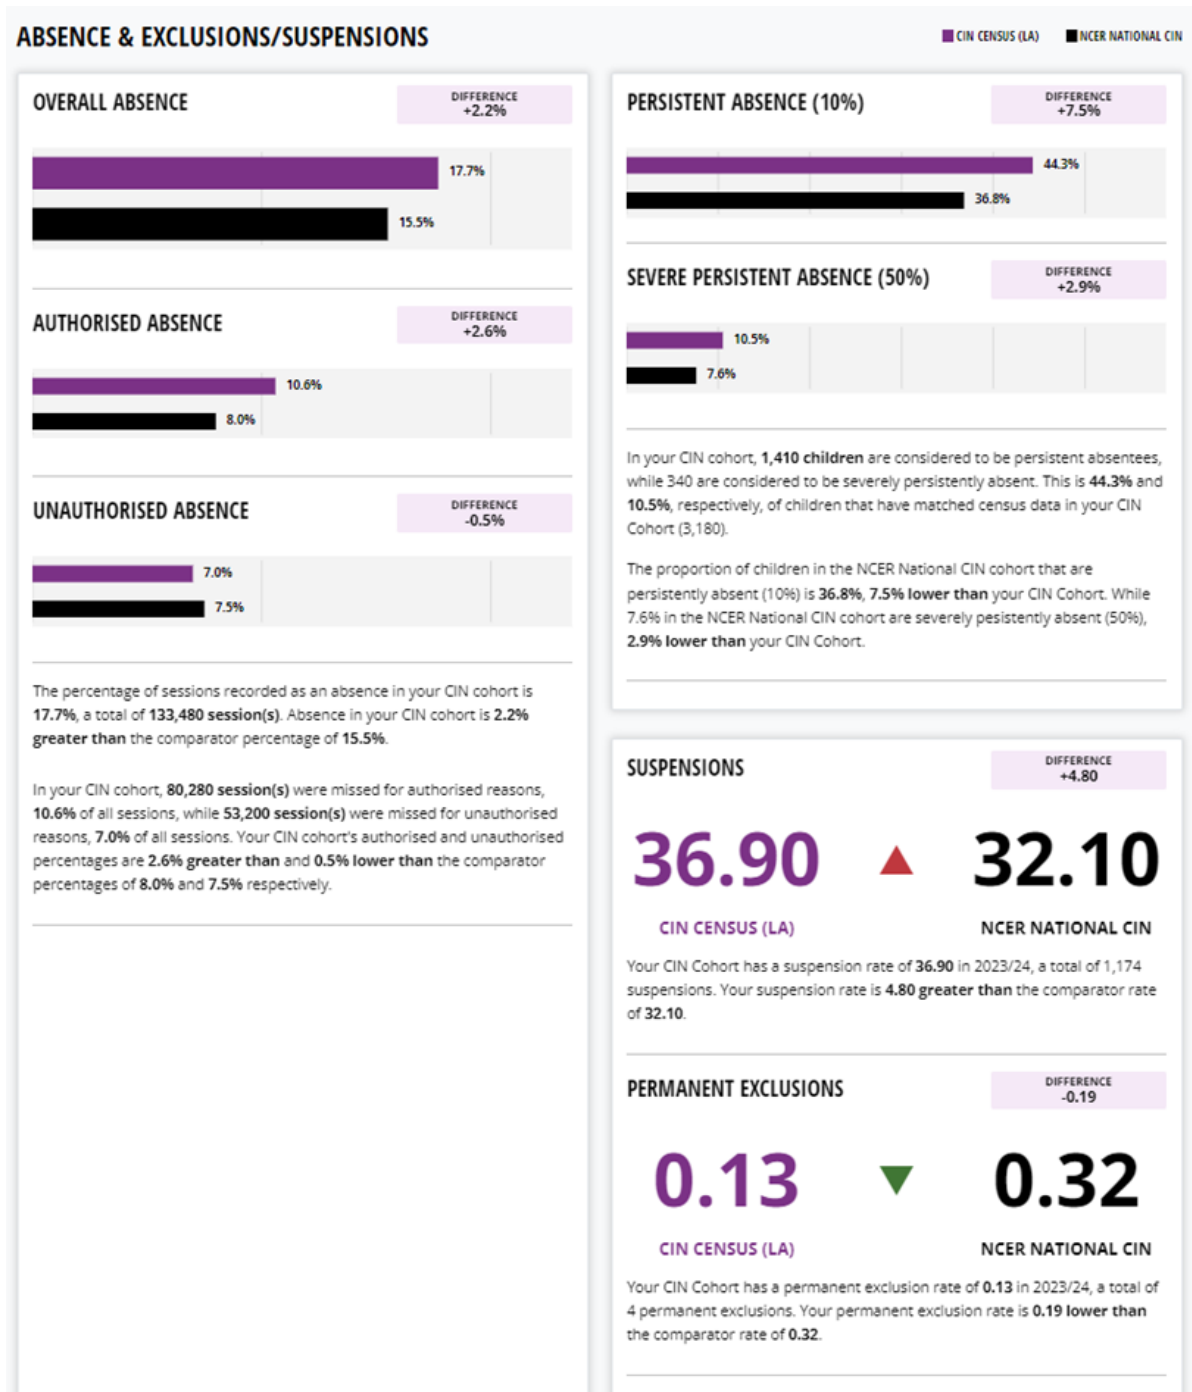 ABSENCE & EXCLUSIONS/SUSPENSIONS
CIN CENSUS (LA)
NCER NATIONAL CIN
OVERALL ABSENCE
DIFFERENCE
+2.2%
17.7%
15.5%
AUTHORISED ABSENCE
DIFFERENCE
+2.6%
10.6%
8.0%
UNAUTHORISED ABSENCE
DIFFERENCE
-0.5%
7.0%
7.5%
The percentage of sessions recorded as an absence in your CIN cohort is
17.7%, a total of 133,480 session(s). Absence in your CIN cohort is 2.2%
greater than the comparator percentage of 15.5%.
In your CIN cohort, 80,280 session(s) were missed for authorised reasons,
10.6% of all sessions, while 53,200 session(s) were missed for unauthorised
reasons, 7.0% of all sessions. Your CIN cohort's authorised and unauthorised
percentages are 2.6% greater than and 0.5% lower than the comparator
percentages of 8.0% and 7.5% respectively.
PERSISTENT ABSENCE (10%)
DIFFERENCE
+7.5%
44.3%
36.8%
SEVERE PERSISTENT ABSENCE (50%)
DIFFERENCE
+2.9%
10.5%
7.6%
In your CIN cohort, 1,410 children are considered to be persistent absentees,
while 340 are considered to be severely persistently absent. This is 44.3% and
10.5%, respectively, of children that have matched census data in your CIN
Cohort (3,180).
The proportion of children in the NCER National CIN cohort that are
persistently absent (10%) is 36.8%, 7.5% lower than your CIN Cohort. While
7.6% in the NCER National CIN cohort are severely pesistently absent (50%),
2.9% lower than your CIN Cohort.
SUSPENSIONS
DIFFERENCE
+4.80
36.90
32.10
CIN CENSUS (LA)
NCER NATIONAL CIN
Your CIN Cohort has a suspension rate of 36.90 in 2023/24, a total of 1,174
suspensions. Your suspension rate is 4.80 greater than the comparator rate
of 32.10.
PERMANENT EXCLUSIONS
DIFFERENCE
-0.19
0.13
0.32
CIN CENSUS (LA)
NCER NATIONAL CIN
Your CIN Cohort has a permanent exclusion rate of 0.13 in 2023/24, a total of
4 permanent exclusions. Your permanent exclusion rate is 0.19 lower than
the comparator rate of 0.32.